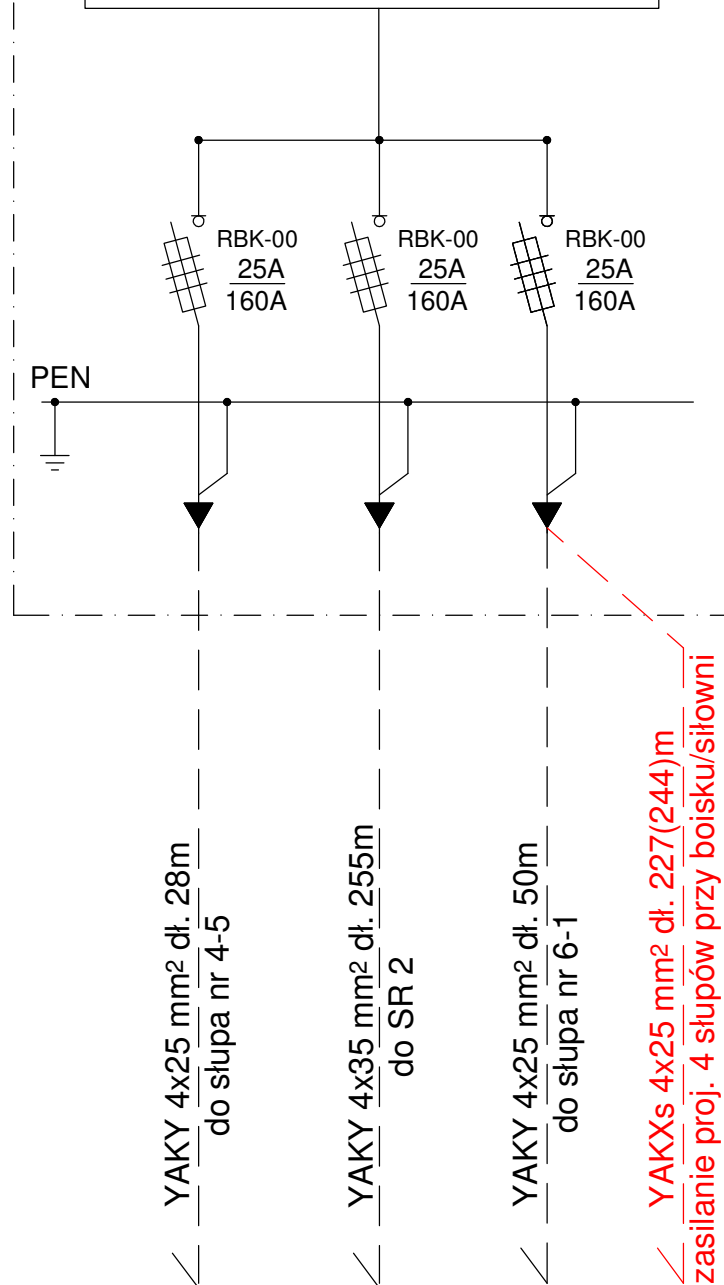 RBK-00
25A
160A
RBK-00
25A
160A
RBK-00
25A
160A
PEN
YAKY 4x25 mm² dł. 28m
do słupa nr 4-5
YAKY 4x35 mm² dł. 255m
do SR 2
YAKY 4x25 mm² dł. 50m
do słupa nr 6-1
YAKXs 4x25 mm² dł. 227(244)m
zasilanie proj. 4 słupów przy boisku/siłowni